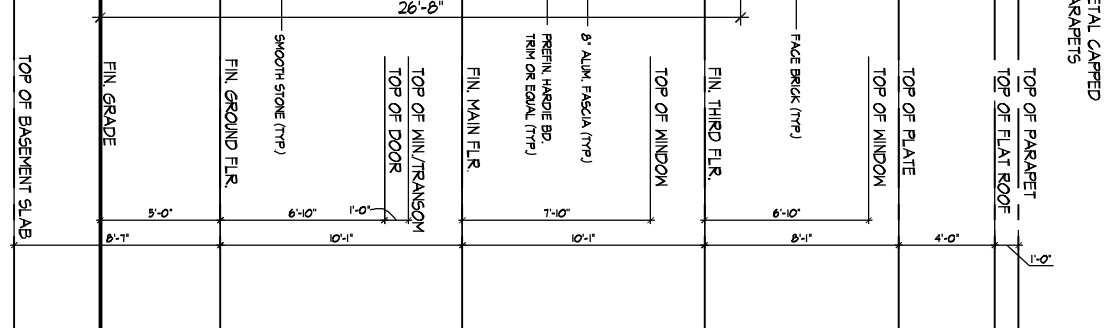 METAL CAPPED
PARAPETS
TOP OF PARAPET
TOP OF FLAT ROOF
TOP OF PLATE
TOP OF WINDOW
FACE BRICK (TYP.)
FIN. THIRD FLR.
TOP OF WINDOW
8" ALUM. FASCIA (TYP.)
PREFIN. HARDIE BD.
TRIM OR EQUAL (TYP.)
FIN. MAIN FLR.
TOP OF WIN./TRANSOM
TOP OF DOOR
SMOOTH STONE (TYP.)
FIN. GROUND FLR.
FIN. GRADE
TOP OF BASEMENT SLAB
26'-8"
5'-0"
6'-10"
1'-0"
7'-10"
6'-10"
8'-7"
10'-1"
10'-1"
8'-1"
4'-0"
1'-0"